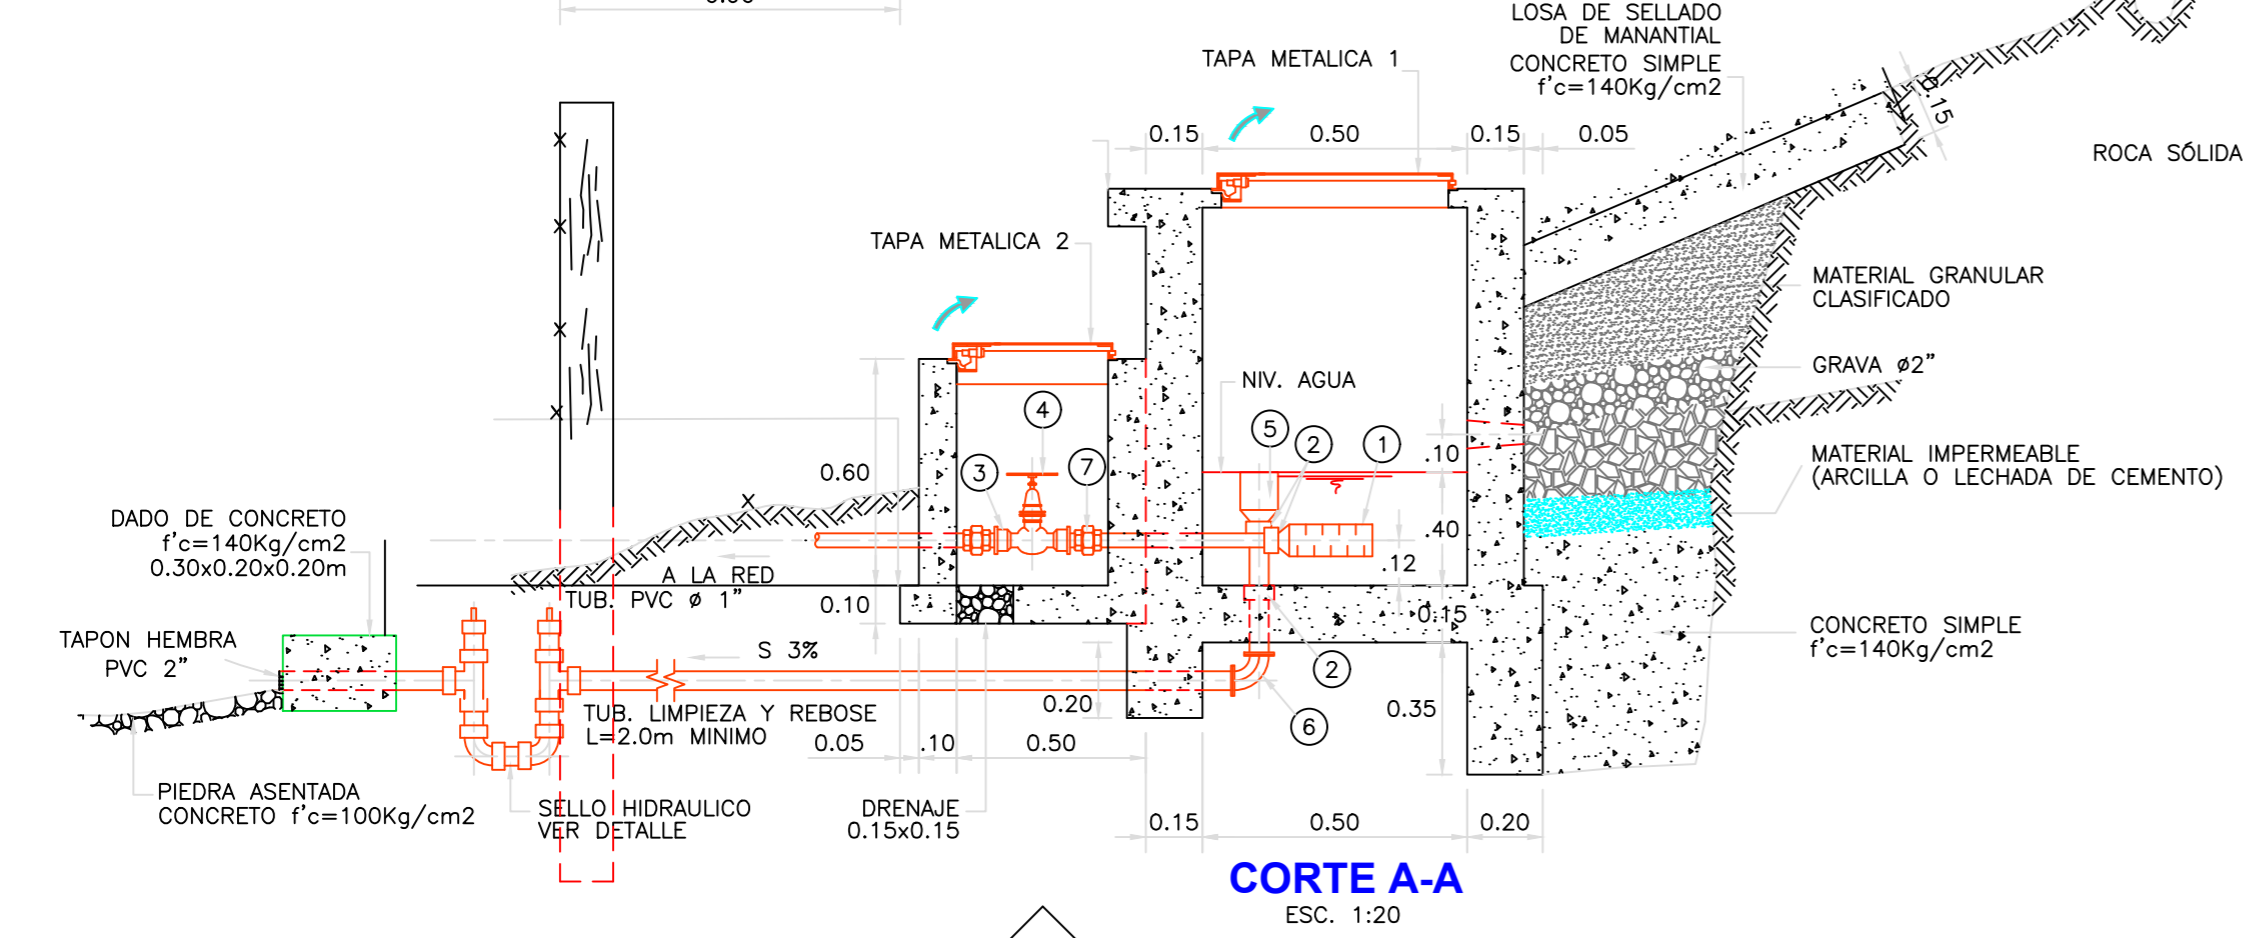 LOSA DE SELLADO
DE MANANTIAL
CONCRETO SIMPLE
f'c=140Kg/cm2
TAPA METALICA 1
0.15
0.50
0.15
0.05
0.15
ROCA SÓLIDA
TAPA METALICA 2
MATERIAL GRANULAR
CLASIFICADO
GRAVA ø2"
NIV. AGUA
4
5
2
1
3
7
0.60
.10
MATERIAL IMPERMEABLE
(ARCILLA O LECHADA DE CEMENTO)
DADO DE CONCRETO
f'c=140Kg/cm2
0.30x0.20x0.20m
.40
.12
A LA RED
TUB. PVC ø 1"
0.10
0.15
TAPON HEMBRA
PVC 2"
S 3%
CONCRETO SIMPLE
f'c=140Kg/cm2
2
6
0.20
0.35
TUB. LIMPIEZA Y REBOSE
L=2.0m MINIMO
0.05
.10
0.50
PIEDRA ASENTADA
CONCRETO f'c=100Kg/cm2
SELLO HIDRAULICO
VER DETALLE
DRENAJE
0.15x0.15
0.15
0.50
0.20
CORTE A-A
ESC. 1:20